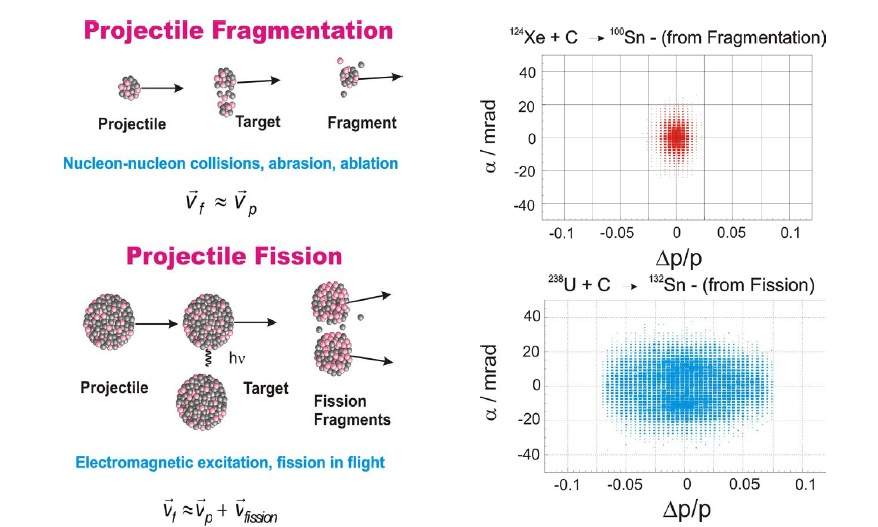 Projectile Fragmentation
Projectile
Target
Fragment
Nucleon-nucleon collisions, abrasion, ablation
v⃗f ≈ v⃗p
Projectile Fission
hν
Projectile
Target
Fission
Fragments
Electromagnetic excitation, fission in flight
v⃗f ≈ v⃗p + v⃗fission
¹²⁴Xe + C → ¹⁰⁰Sn - (from Fragmentation)
α / mrad
40
20
0
-20
-40
-0.1 -0.05 0 0.05 0.1
Δp/p
²³⁸U + C → ¹³²Sn - (from Fission)
α / mrad
40
20
0
-20
-40
-0.1 -0.05 0 0.05 0.1
Δp/p